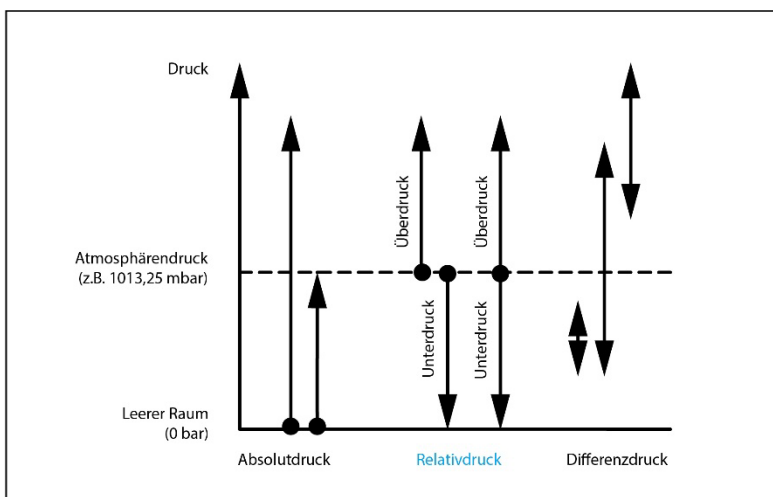 Druck
Überdruck
Überdruck
Atmosphärendruck
(z.B. 1013,25 mbar)
Unterdruck
Unterdruck
Leerer Raum
(0 bar)
Absolutdruck
Relativdruck
Differenzdruck